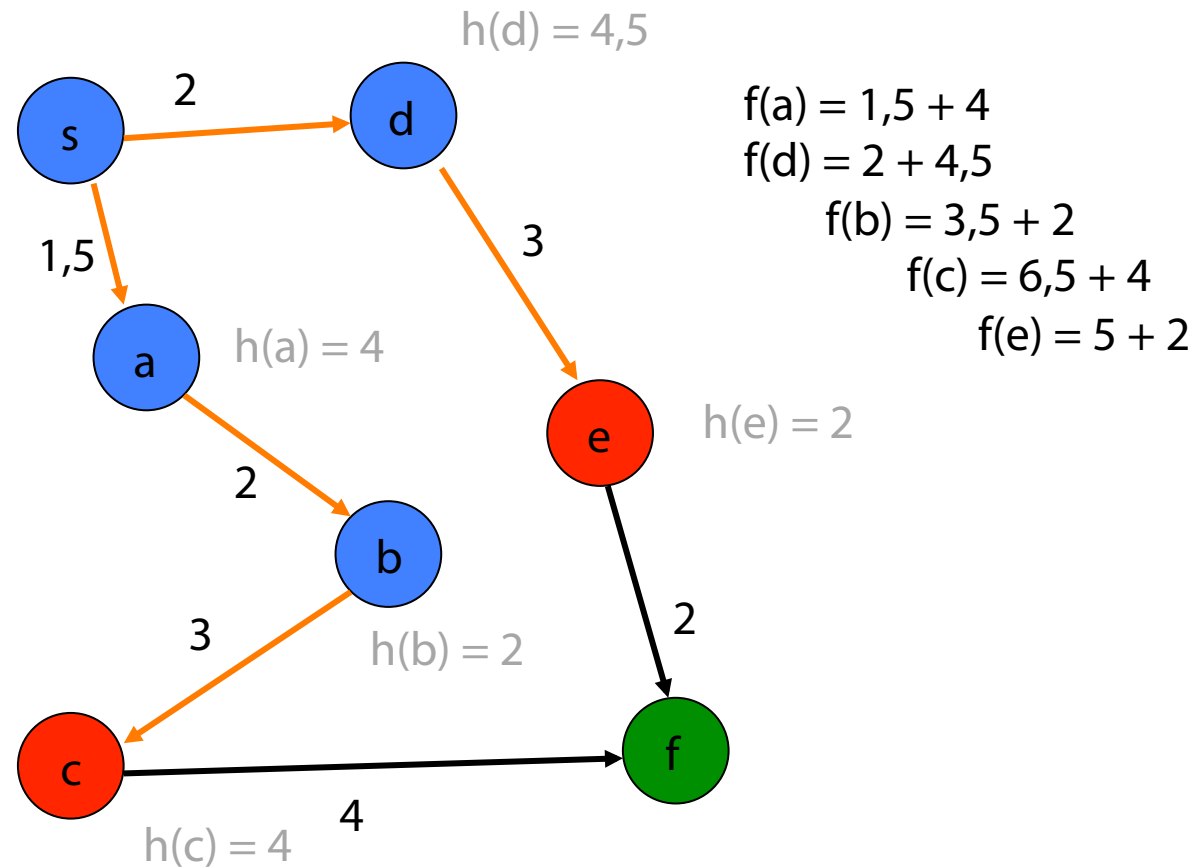 h(d) = 4,5
2
s
d
f(a) = 1,5 + 4
f(d) = 2 + 4,5
f(b) = 3,5 + 2
f(c) = 6,5 + 4
f(e) = 5 + 2
1,5
3
a
h(a) = 4
e
h(e) = 2
2
b
3
h(b) = 2
2
c
f
4
h(c) = 4